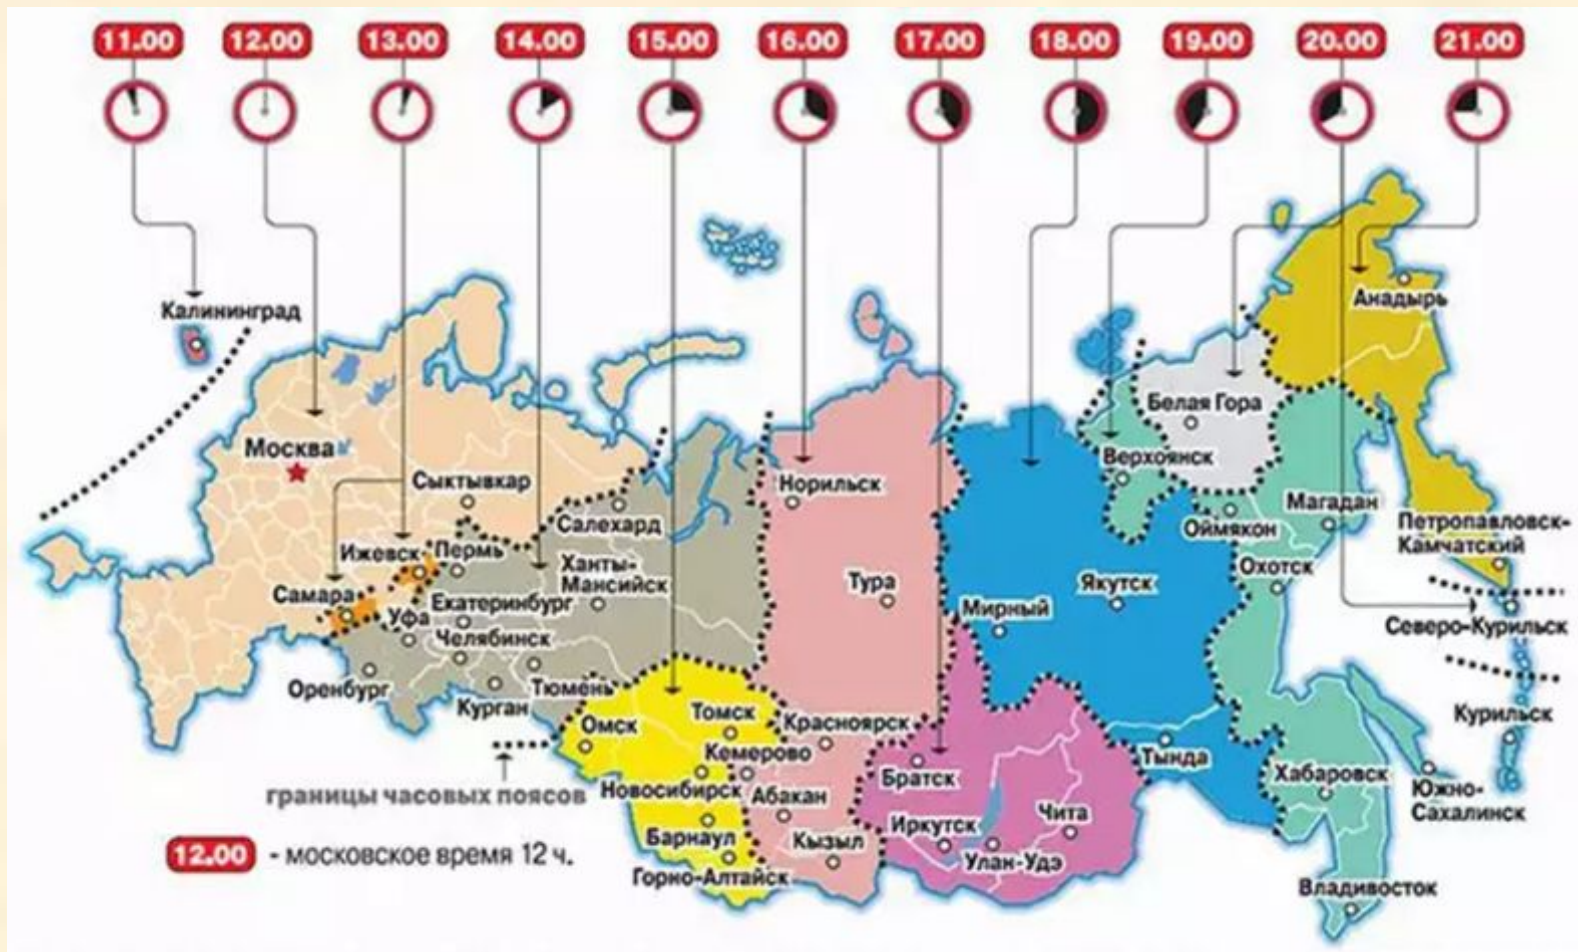 11.00
12.00
13.00
14.00
15.00
16.00
17.00
18.00
19.00
20.00
21.00
Калининград
Анадырь
Белая Гора
Москва
Верхоянск
Сыктывкар
Норильск
Салехард
Магадан
Оймякон
Петропавловск-
Камчатский
Ижевск
Пермь
Ханты-
Мансийск
Охотск
Тура
Якутск
Самара
Екатеринбург
Мирный
Уфа
Северо-Курильск
Челябинск
Оренбург
Тюмень
Курган
Томск
Омск
Красноярск
Курильск
Кемерово
Тында
Братск
Хабаровск
границы часовых поясов
Новосибирск
Абакан
Южно-
Сахалинск
Чита
Иркутск
Барнаул
Кызыл
12.00 - московское время 12 ч.
Улан-Удэ
Горно-Алтайск
Владивосток